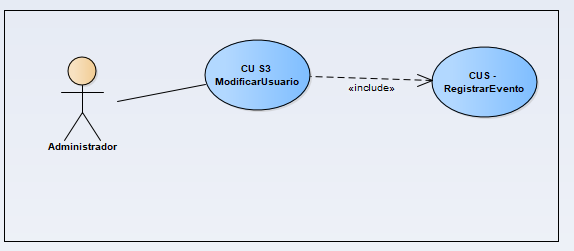 CU S3
ModificarUsuario
CUS -
RegistrarEvento
«include»
Administrador